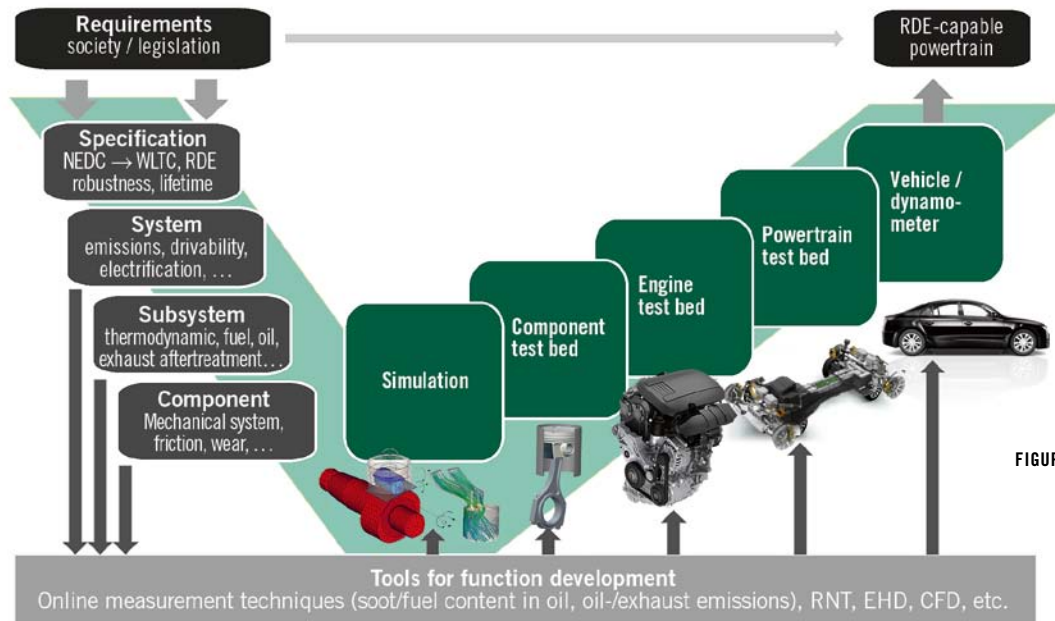 Requirements
society / legislation
RDE-capable
powertrain
Specification
NEDC → WLTC, RDE
robustness, lifetime
System
emissions, drivability,
electrification, ...
Subsystem
thermodynamic, fuel, oil,
exhaust aftertreatment...
Component
Mechanical system,
friction, wear, ...
Simulation
Component
test bed
Engine
test bed
Powertrain
test bed
Vehicle /
dynamo-
meter
FIGUR
Tools for function development
Online measurement techniques (soot/fuel content in oil, oil-/exhaust emissions), RNT, EHD, CFD, etc.